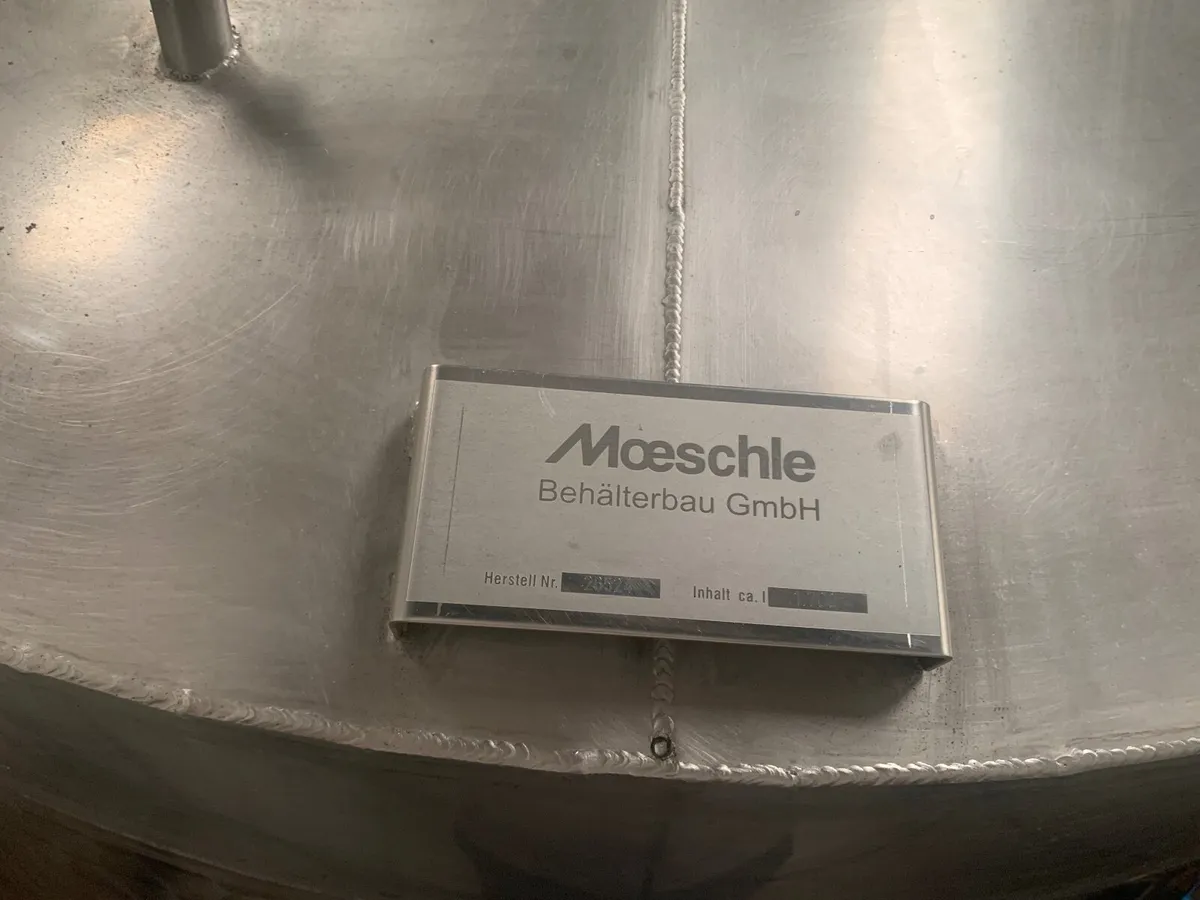 Mœschle
Behälterbau GmbH
Herstell Nr. Inhalt ca. l